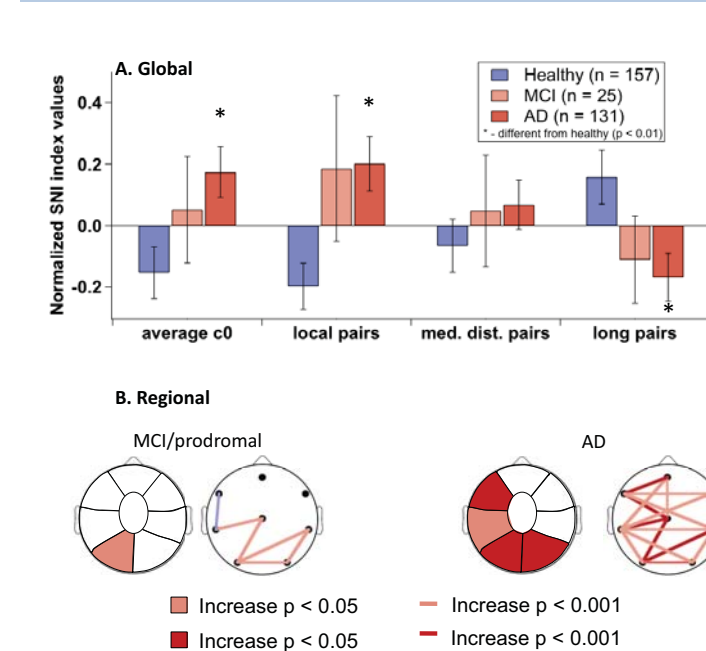 A. Global
Normalized SNI index values
0.4
0.2
0.0
-0.2
Healthy (n = 157)
MCI (n = 25)
AD (n = 131)
* - different from healthy (p < 0.01)
*
*
*
average c0
local pairs
med. dist. pairs
long pairs
B. Regional
MCI/prodromal
AD
Increase p < 0.05
Increase p < 0.001
Increase p < 0.05
Increase p < 0.001